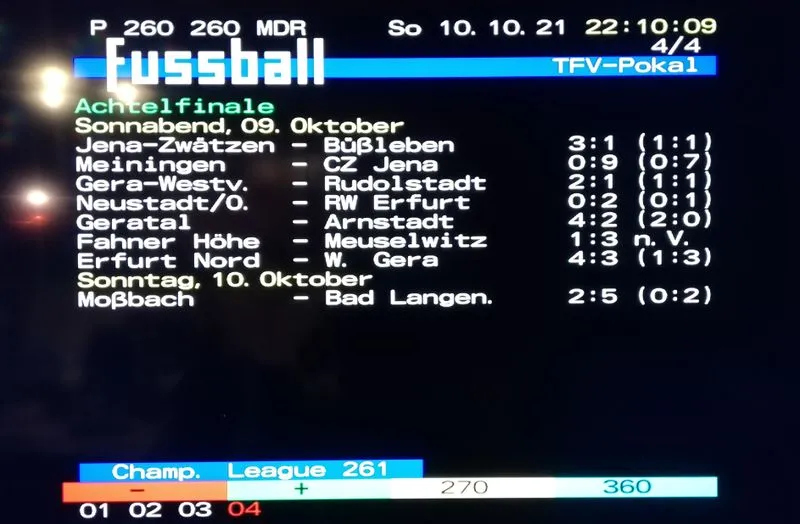 P 260 260 MDR So 10.10.21 22:10:09
4/4
Fussball TFV-Pokal
Achtelfinale
Sonnabend, 09. Oktober
Jena-Zwätzen - Büßleben 3:1 (1:1)
Meiningen - CZ Jena 0:9 (0:7)
Gera-Westv. - Rudolstadt 2:1 (1:1)
Neustadt/O. - RW Erfurt 0:2 (0:1)
Geratal - Arnstadt 4:2 (2:0)
Fahner Höhe - Meuselwitz 1:3 n. V.
Erfurt Nord - W. Gera 4:3 (1:3)
Sonntag, 10. Oktober
Moßbach - Bad Langen. 2:5 (0:2)
Champ. League 261
- + 270 360
01 02 03 04